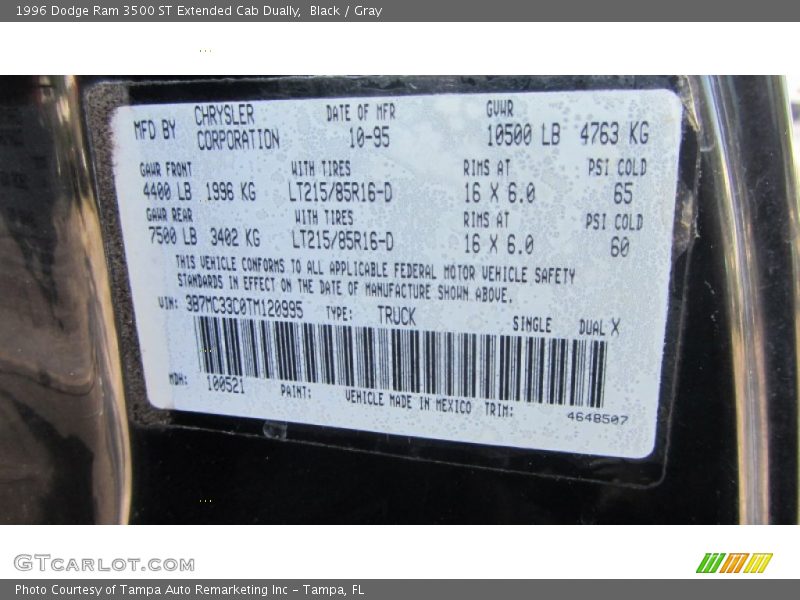 1996 Dodge Ram 3500 ST Extended Cab Dually, Black / Gray
MFD BY CHRYSLER CORPORATION DATE OF MFR 10-95 GVWR 10500 LB 4763 KG
GAWR FRONT WITH TIRES RIMS AT PSI COLD
4400 LB 1996 KG LT215/85R16-D 16 X 6.0 65
GAWR REAR WITH TIRES RIMS AT PSI COLD
7500 LB 3402 KG LT215/85R16-D 16 X 6.0 60
THIS VEHICLE CONFORMS TO ALL APPLICABLE FEDERAL MOTOR VEHICLE SAFETY
STANDARDS IN EFFECT ON THE DATE OF MANUFACTURE SHOWN ABOVE.
VIN: 3B7MC33C0TM120995 TYPE: TRUCK SINGLE DUAL X
MDH: 100521 PAINT: VEHICLE MADE IN MEXICO TRIM: 4648507
GTCARLOT.COM
Photo Courtesy of Tampa Auto Remarketing Inc - Tampa, FL